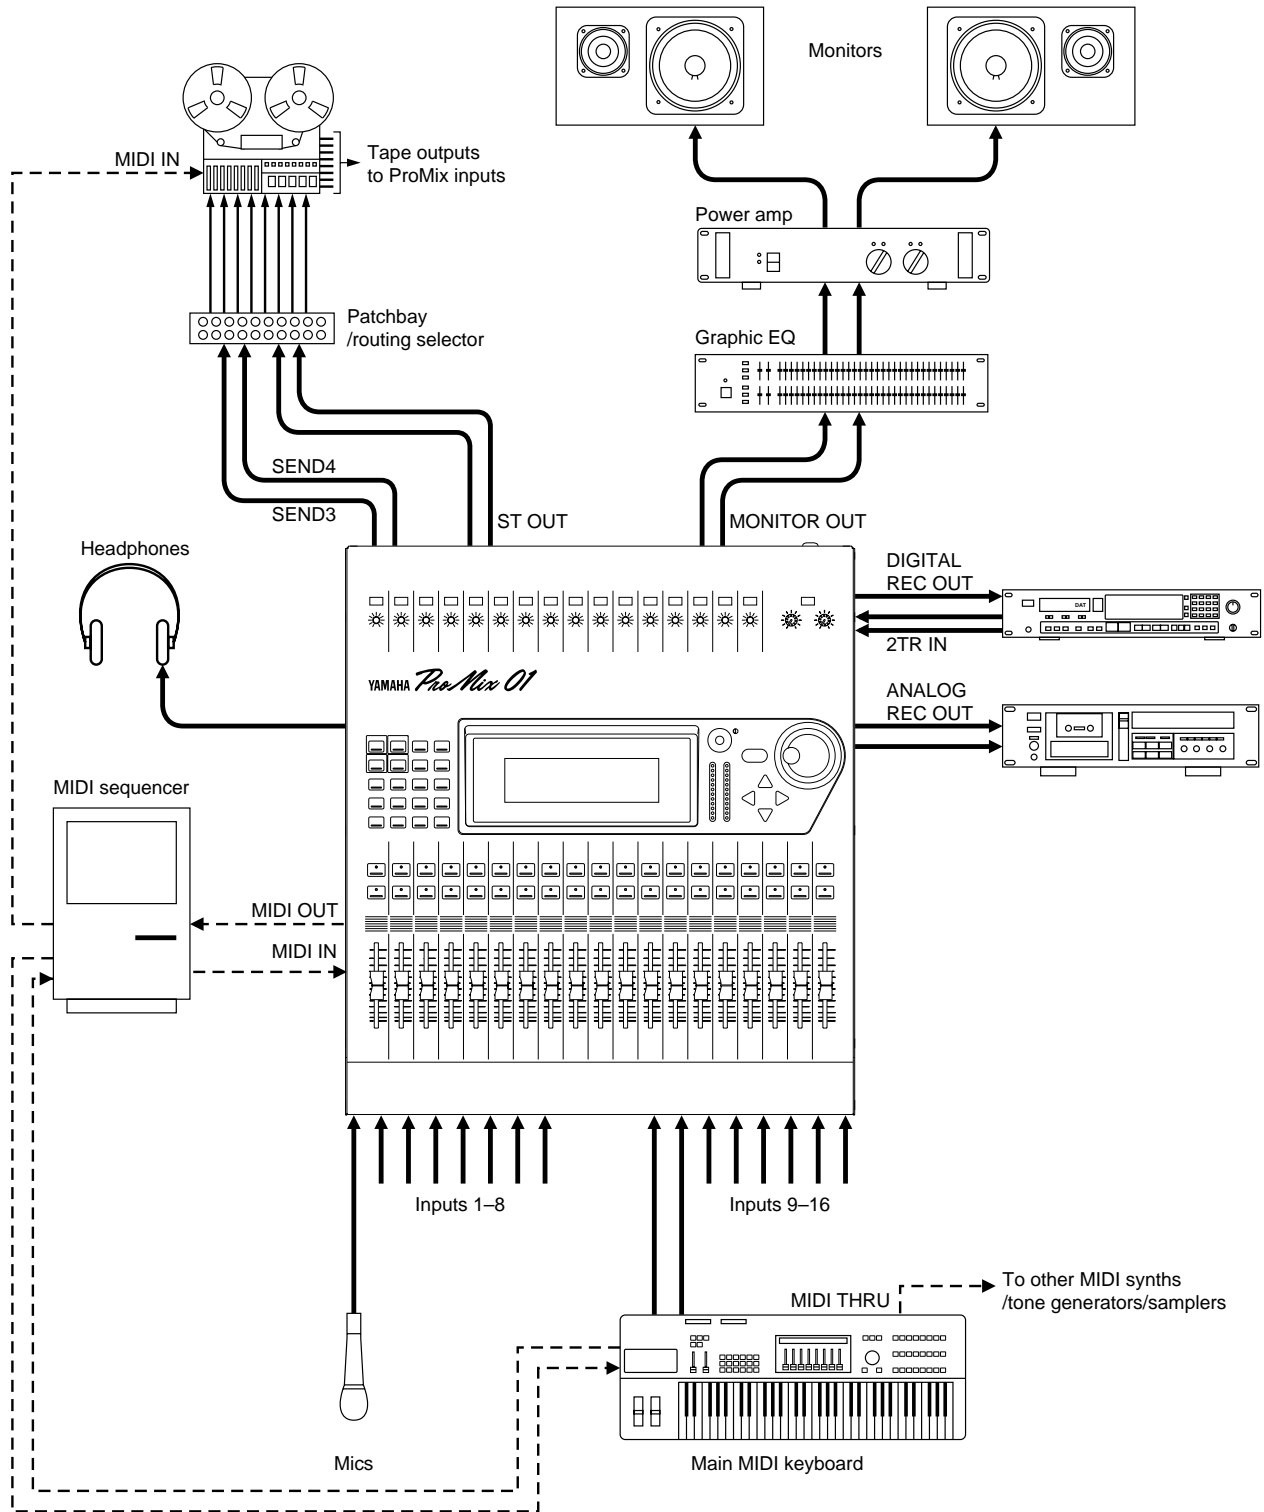 Monitors
MIDI IN
Tape outputs
to ProMix inputs
Power amp
Patchbay
/routing selector
Graphic EQ
SEND4
SEND3
ST OUT
MONITOR OUT
Headphones
DIGITAL
REC OUT
DAT
2TR IN
YAMAHA ProMix 01
ANALOG
REC OUT
MIDI sequencer
MIDI OUT
MIDI IN
Inputs 1–8
Inputs 9–16
MIDI THRU
To other MIDI synths
/tone generators/samplers
Mics
Main MIDI keyboard